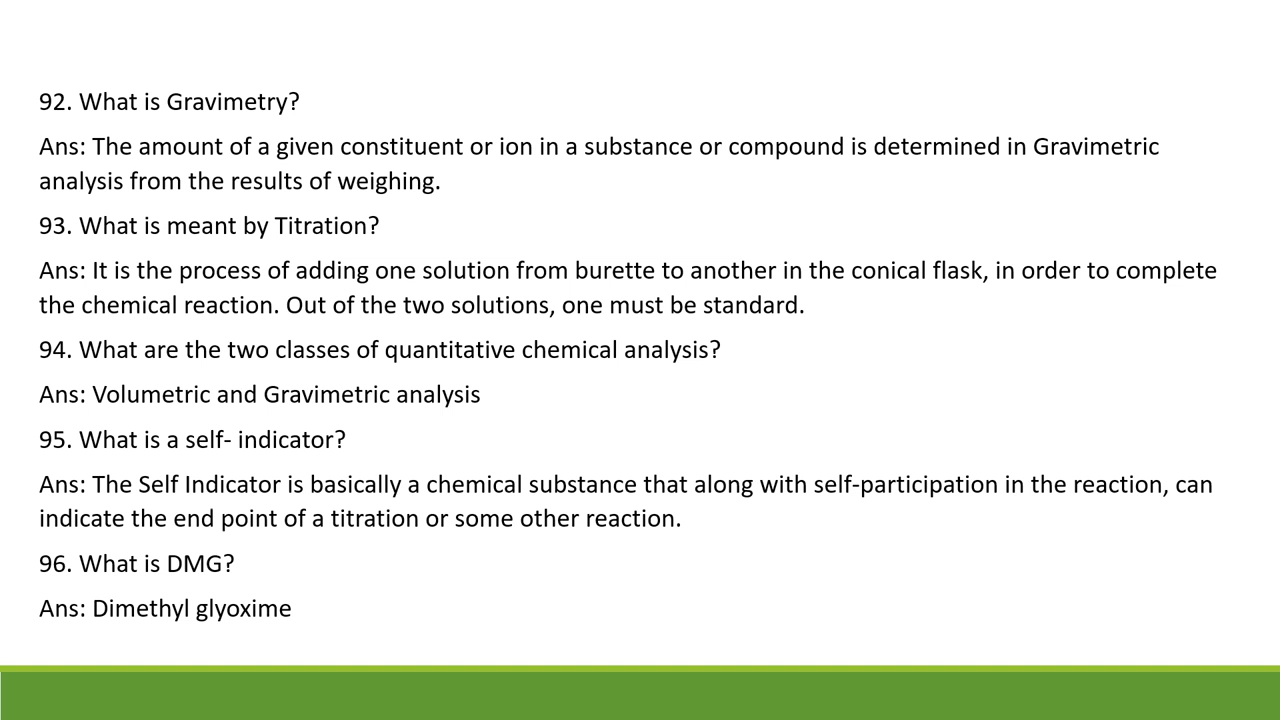 92. What is Gravimetry?
Ans: The amount of a given constituent or ion in a substance or compound is determined in Gravimetric
analysis from the results of weighing.
93. What is meant by Titration?
Ans: It is the process of adding one solution from burette to another in the conical flask, in order to complete
the chemical reaction. Out of the two solutions, one must be standard.
94. What are the two classes of quantitative chemical analysis?
Ans: Volumetric and Gravimetric analysis
95. What is a self- indicator?
Ans: The Self Indicator is basically a chemical substance that along with self-participation in the reaction, can
indicate the end point of a titration or some other reaction.
96. What is DMG?
Ans: Dimethyl glyoxime